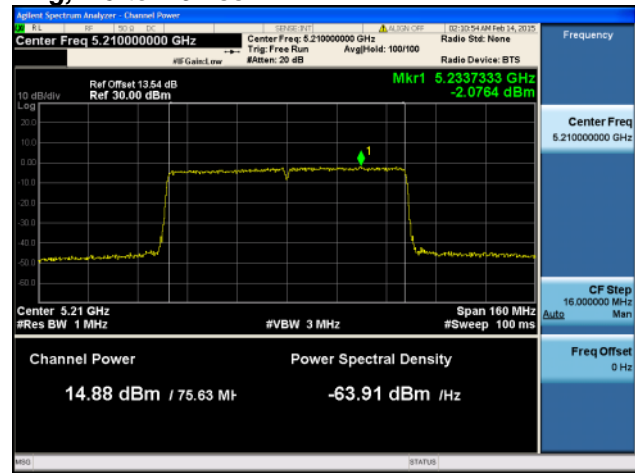 Agilent Spectrum Analyzer - Channel Power
RL RF 50 Ω DC SENSE:INT ALIGN OFF 02:10:54 AM Feb 14, 2015
Center Freq 5.210000000 GHz
Center Freq: 5.210000000 GHz
Radio Std: None
Trig: Free Run Avg|Hold: 100/100
#IFGain:Low #Atten: 20 dB Radio Device: BTS
Frequency
Ref Offset 13.54 dB
Mkr1 5.2337333 GHz
10 dB/div Ref 30.00 dBm -2.0764 dBm
Log
20.0
10.0
0.00
-10.0
-20.0
-30.0
-40.0
-50.0
-60.0
1
Center Freq
5.210000000 GHz
Center 5.21 GHz Span 160 MHz
#Res BW 1 MHz #VBW 3 MHz #Sweep 100 ms
CF Step
16.000000 MHz
Auto Man
Channel Power Power Spectral Density
14.88 dBm / 75.63 MH -63.91 dBm /Hz
Freq Offset
0 Hz
MSG STATUS